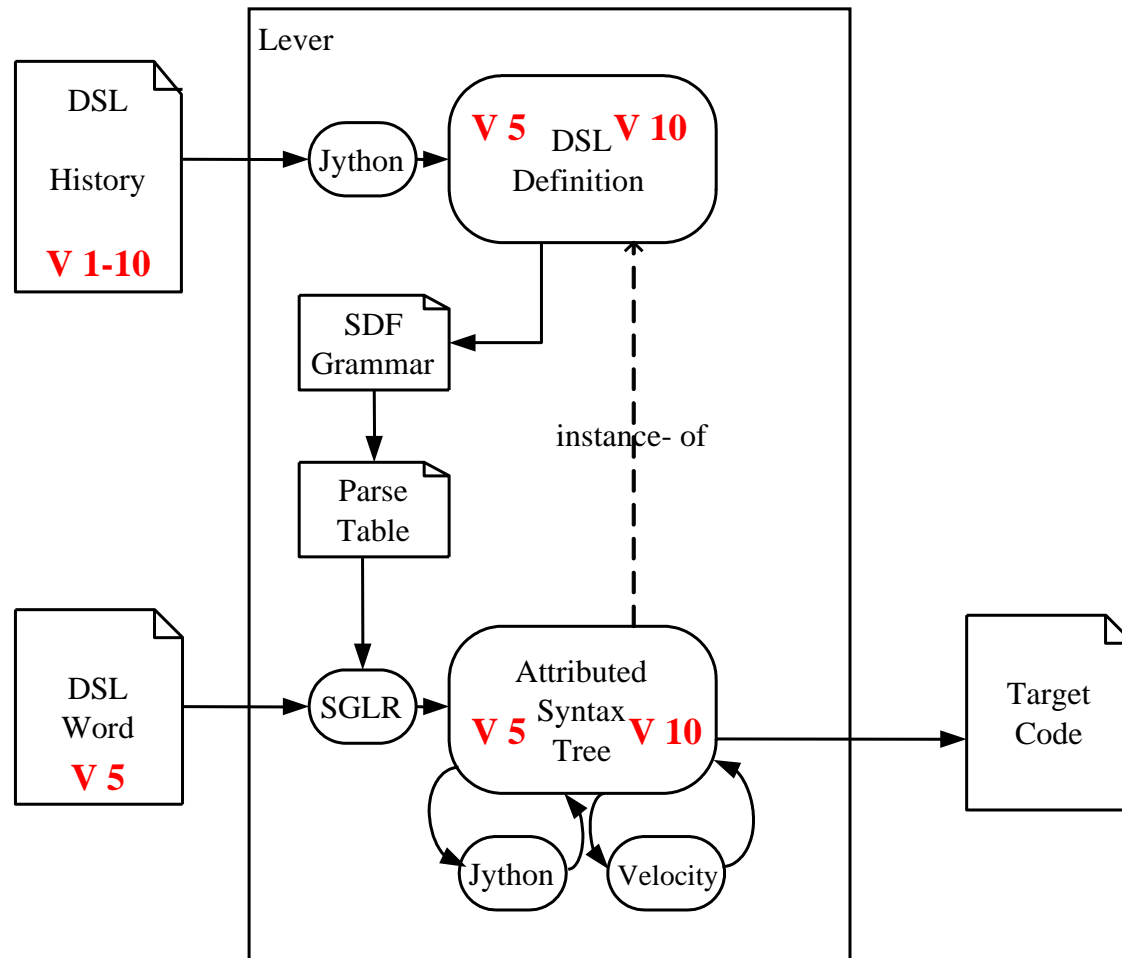 Lever
DSL
History
V 1-10
Jython
V 5 DSL V 10
Definition
SDF
Grammar
instance- of
Parse
Table
DSL
Word
V 5
SGLR
Attributed
Syntax
V 5 V 10
Tree
Target
Code
Jython
Velocity